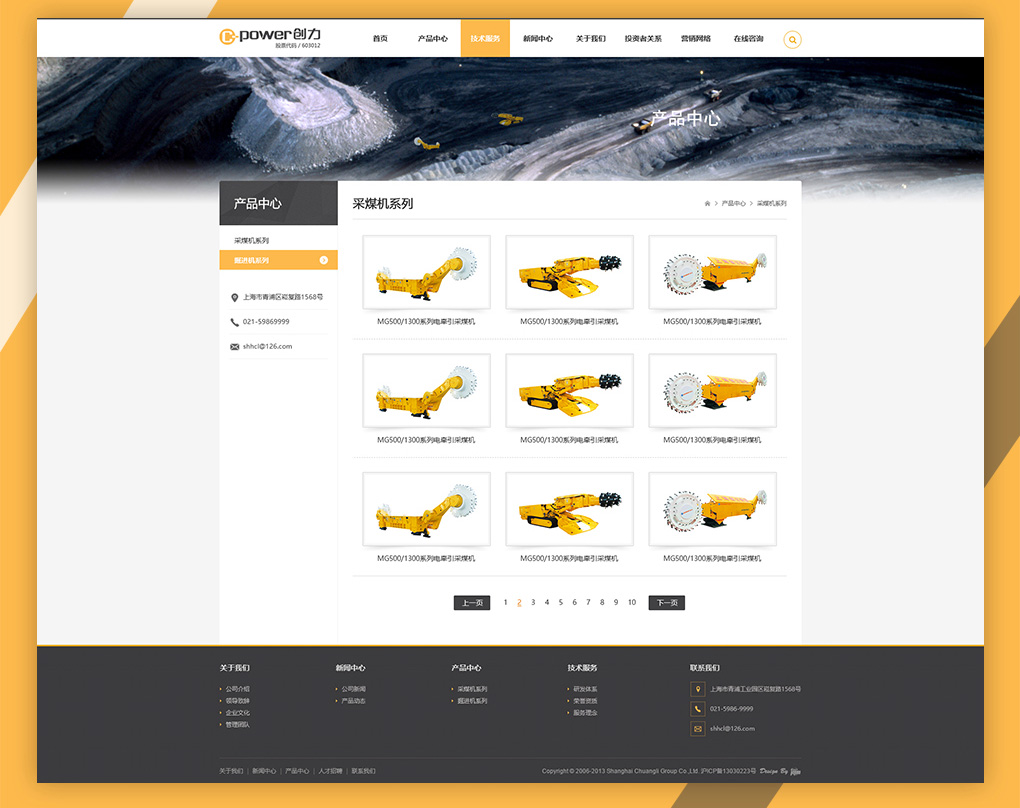 C-power创力
股票代码 / 603012
首页 产品中心 技术服务 新闻中心 关于我们 投资者关系 营销网络 在线咨询
产品中心
产品中心
采煤机系列
掘进机系列
上海市青浦区崧复路1568号
021-59869999
shhcl@126.com
采煤机系列
> 产品中心 > 采煤机系列
MG500/1300系列电牵引采煤机 MG500/1300系列电牵引采煤机 MG500/1300系列电牵引采煤机
MG500/1300系列电牵引采煤机 MG500/1300系列电牵引采煤机 MG500/1300系列电牵引采煤机
MG500/1300系列电牵引采煤机 MG500/1300系列电牵引采煤机 MG500/1300系列电牵引采煤机
上一页 1 2 3 4 5 6 7 8 9 10 下一页
关于我们
公司介绍
领导致辞
企业文化
管理团队
新闻中心
公司新闻
产品动态
产品中心
采煤机系列
掘进机系列
技术服务
研发体系
荣誉资质
服务理念
联系我们
上海市青浦工业园区崧复路1568号
021-5986-9999
shhcl@126.com
关于我们 | 新闻中心 | 产品中心 | 人才招聘 | 联系我们
Copyright © 2006-2013 Shanghai Chuangli Group Co.,Ltd. 沪ICP备13030223号 Design By